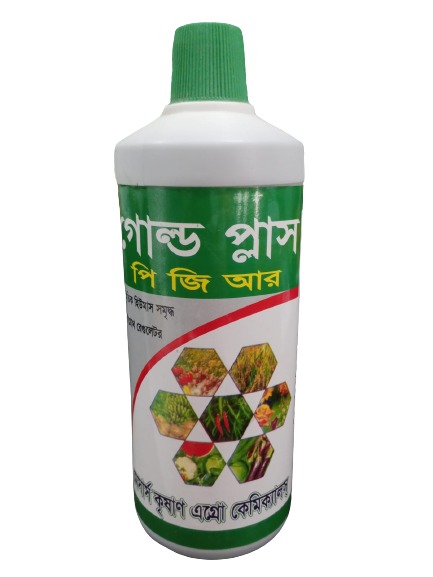 গোল্ড প্লাস
পি জি আর
হিউমাস সমৃদ্ধ
রেগুলেটর
কৃষাণ এগ্রো কেমিক্যালস্